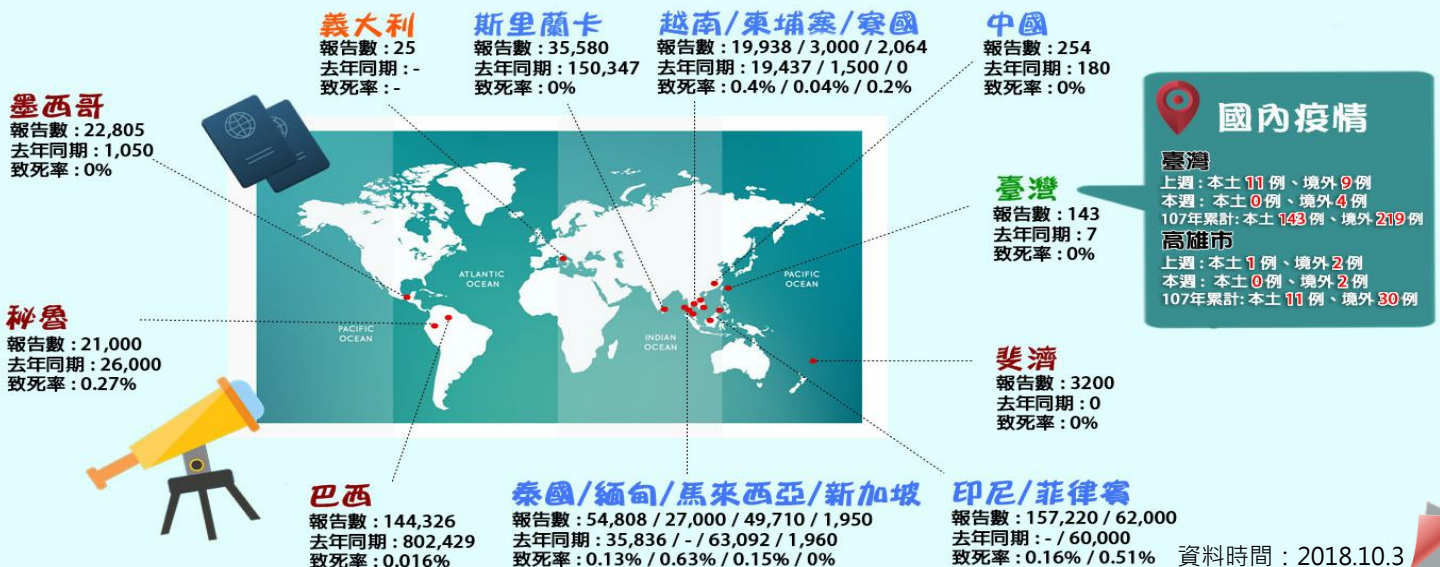 義大利
報告數：25
去年同期：-
致死率：-
斯里蘭卡
報告數：35,580
去年同期：150,347
致死率：0%
越南/柬埔寨/寮國
報告數：19,938 / 3,000 / 2,064
去年同期：19,437 / 1,500 / 0
致死率：0.4% / 0.04% / 0.2%
中國
報告數：254
去年同期：180
致死率：0%
墨西哥
報告數：22,805
去年同期：1,050
致死率：0%
國內疫情
臺灣
上週：本土11例、境外9例
本週：本土0例、境外4例
107年累計：本土143例、境外219例
高雄市
上週：本土1例、境外2例
本週：本土0例、境外2例
107年累計：本土11例、境外30例
臺灣
報告數：143
去年同期：7
致死率：0%
ATLANTIC
OCEAN
PACIFIC
OCEAN
PACIFIC
OCEAN
INDIAN
OCEAN
秘魯
報告數：21,000
去年同期：26,000
致死率：0.27%
斐濟
報告數：3200
去年同期：0
致死率：0%
巴西
報告數：144,326
去年同期：802,429
致死率：0.016%
泰國/緬甸/馬來西亞/新加坡
報告數：54,808 / 27,000 / 49,710 / 1,950
去年同期：35,836 / - / 63,092 / 1,960
致死率：0.13% / 0.63% / 0.15% / 0%
印尼/菲律賓
報告數：157,220 / 62,000
去年同期：- / 60,000
致死率：0.16% / 0.51%
資料時間：2018.10.3